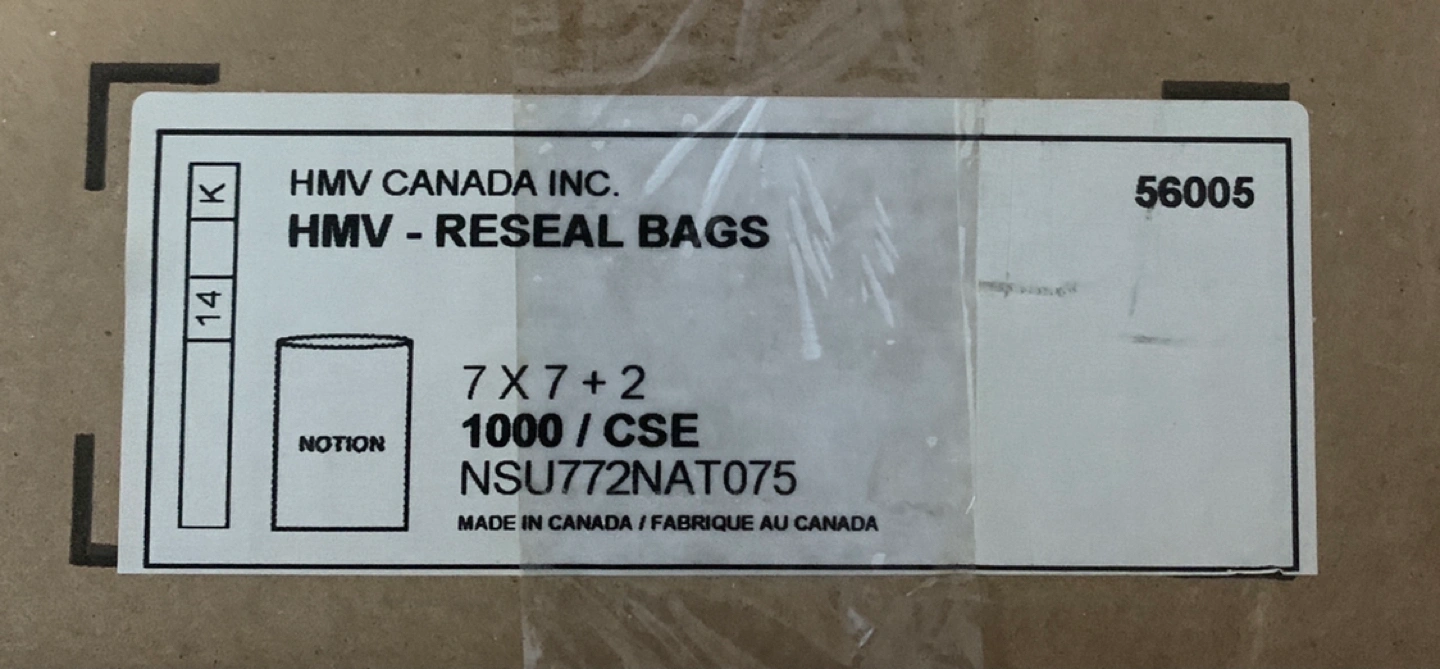 K
14
HMV CANADA INC.
56005
HMV - RESEAL BAGS
7 X 7 + 2
NOTION
1000 / CSE
NSU772NAT075
MADE IN CANADA / FABRIQUE AU CANADA